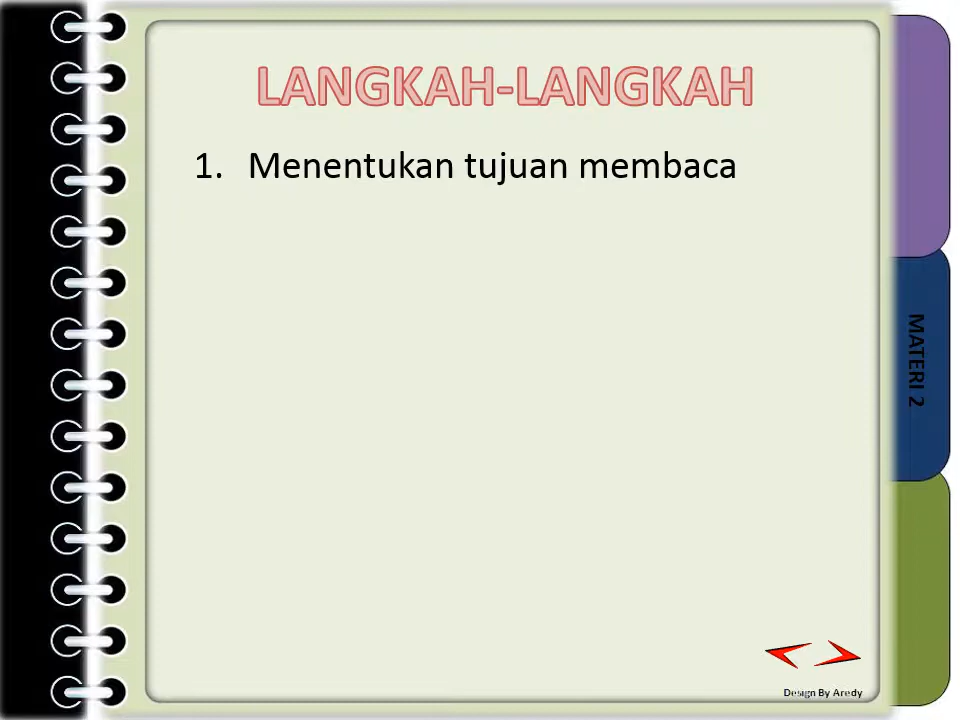 LANGKAH-LANGKAH
1. Menentukan tujuan membaca
MATERI 2
Design By Aredy